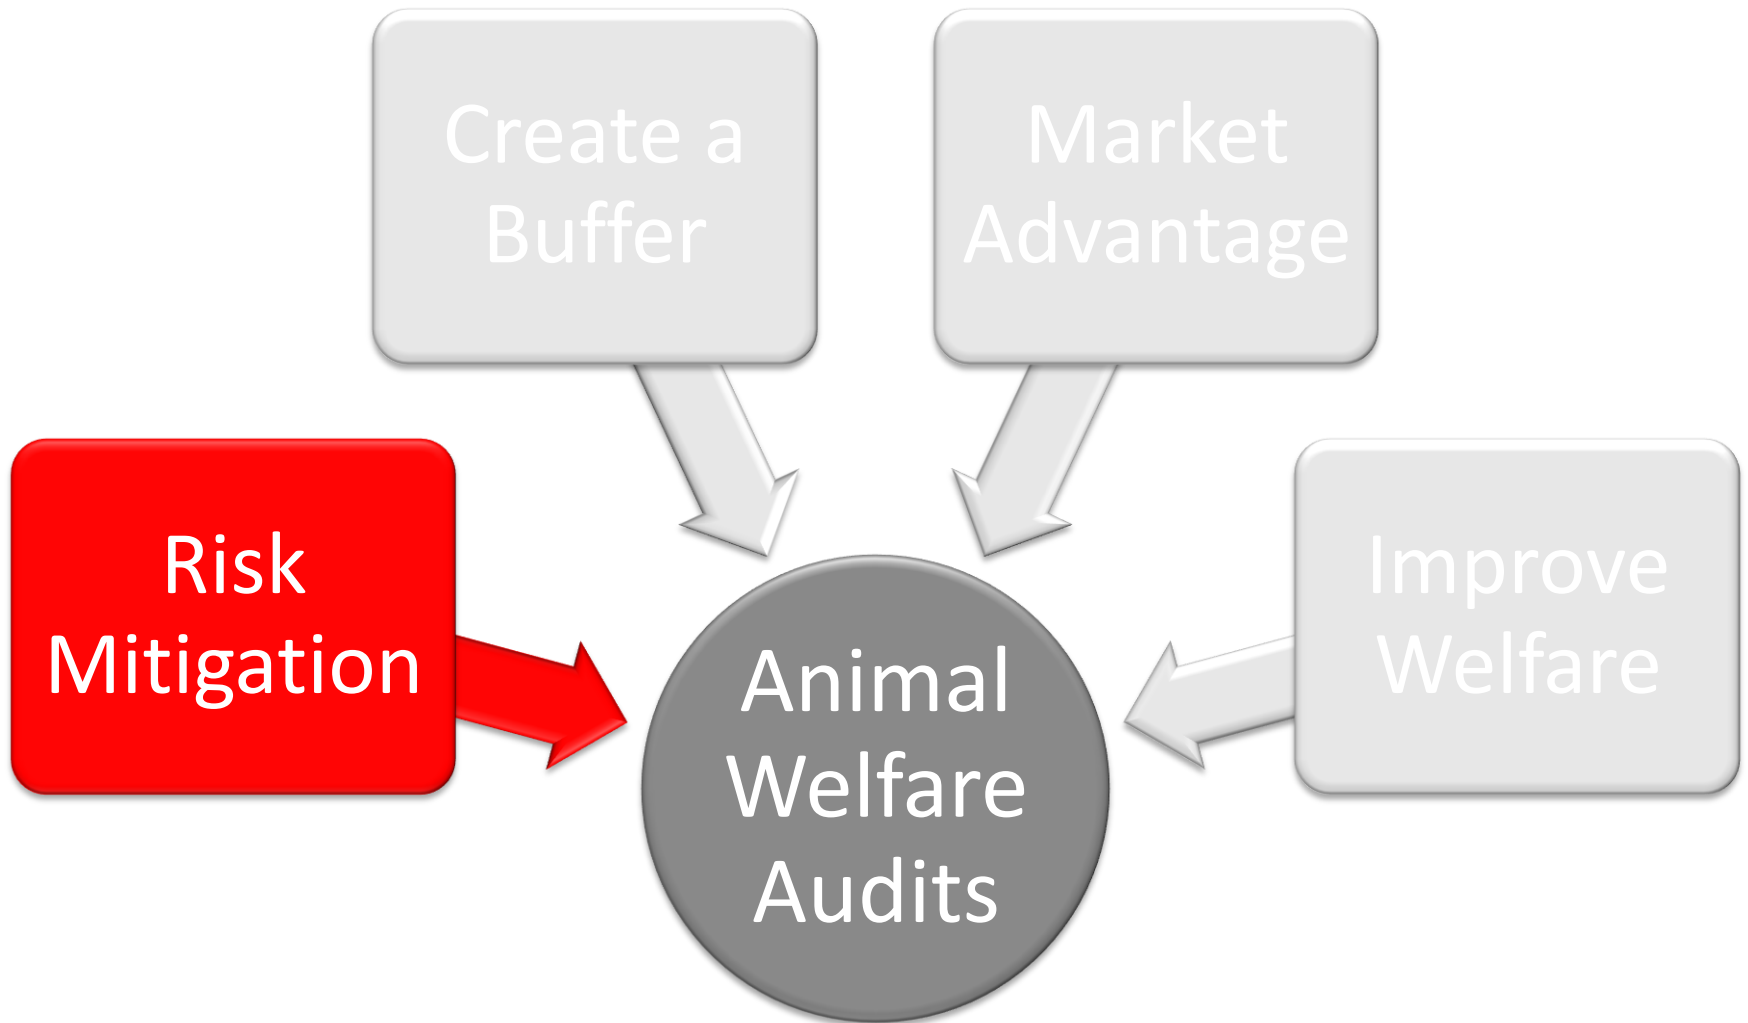 Create a
Buffer
Market
Advantage
Risk
Mitigation
Improve
Welfare
Animal
Welfare
Audits